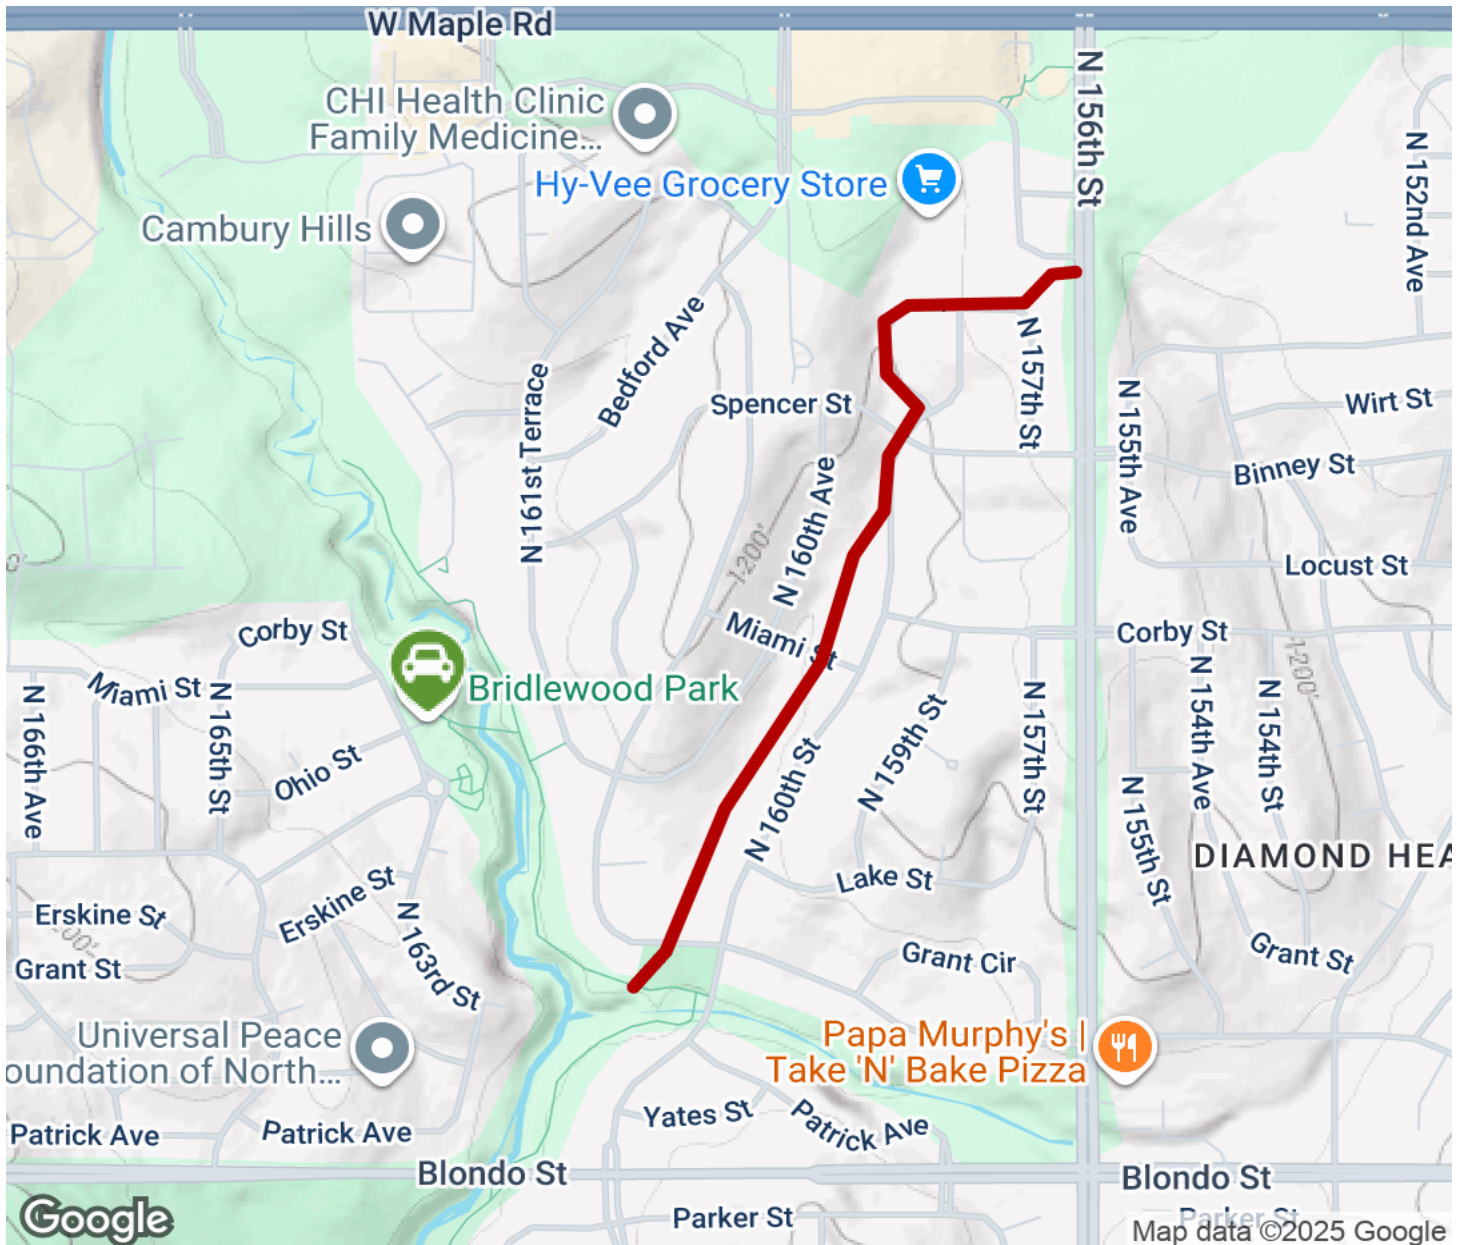 W Maple Rd
CHI Health Clinic
Family Medicine...
Hy-Vee Grocery Store
Cambury Hills
N 156th St
N 152nd Ave
Bedford Ave
N 161st Terrace
Spencer St
N 157th St
N 155th Ave
Wirt St
Binney St
1200'
N 160th Ave
Locust St
Corby St
Miami St
Corby St
1200'
Bridlewood Park
Miami St
N 166th Ave
N 165th St
Ohio St
N 160th St
N 159th St
N 157th St
N 154th Ave
N 154th St
N 155th St
DIAMOND HEA
Lake St
Erskine St
Erskine St
N 163rd St
Grant St
Grant Cir
Grant St
Universal Peace
oundation of North...
Papa Murphy's |
Take 'N' Bake Pizza
Yates St
Patrick Ave
Patrick Ave
Patrick Ave
Blondo St
Blondo St
Parker St
Parker St
Google
Map data ©2025 Google